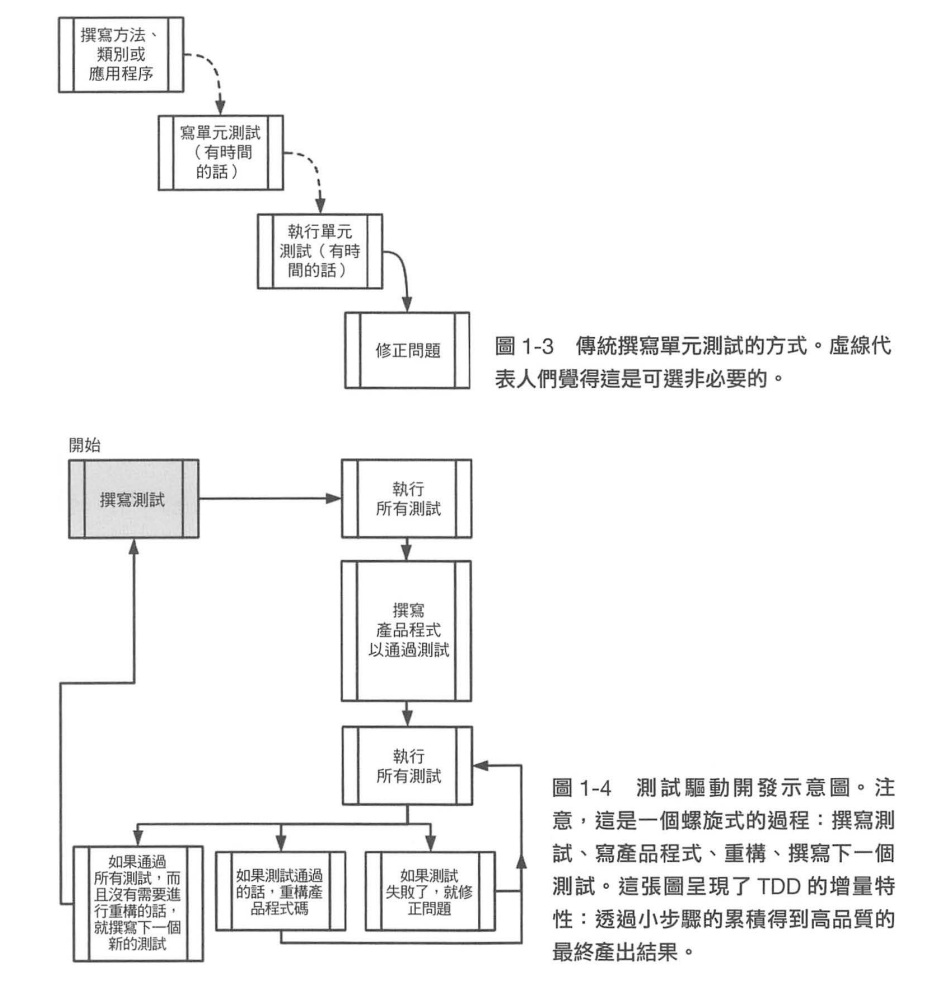 撰寫方法、
類別或
應用程序
寫單元測試
（有時間
的話）
執行單元
測試（有時
間的話）
修正問題
圖 1-3　傳統撰寫單元測試的方式。虛線代
表人們覺得這是可選非必要的。
開始
撰寫測試
執行
所有測試
撰寫
產品程式
以通過測試
執行
所有測試
如果通過
所有測試，而
且沒有需要進
行重構的話，
就撰寫下一個
新的測試
如果測試通過
的話，重構產
品程式碼
如果測試
失敗了，就修
正問題
圖 1-4　測試驅動開發示意圖。注
意，這是一個螺旋式的過程：撰寫測
試、寫產品程式、重構、撰寫下一個
測試。這張圖呈現了 TDD 的增量特
性：透過小步驟的累積得到高品質的
最終產出結果。